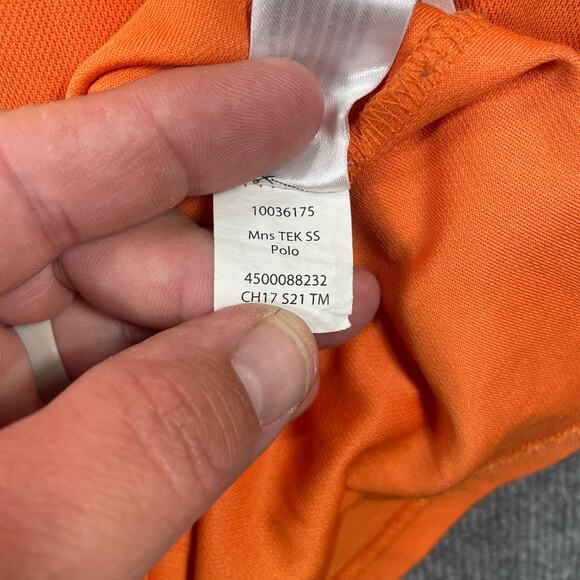 10036175
Mns TEK SS
Polo
4500088232
CH17 S21 TM